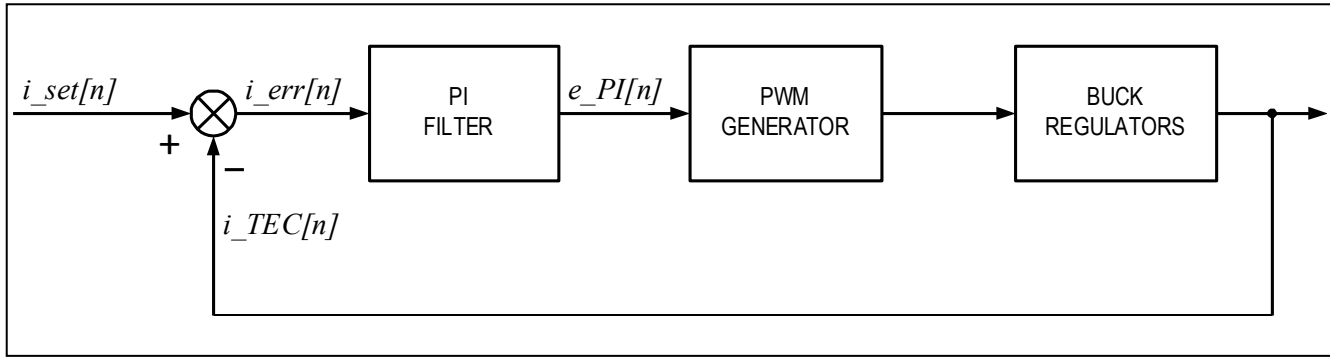 i_set[n]
i_err[n]
PI
FILTER
e_PI[n]
PWM
GENERATOR
BUCK
REGULATORS
+
−
i_TEC[n]